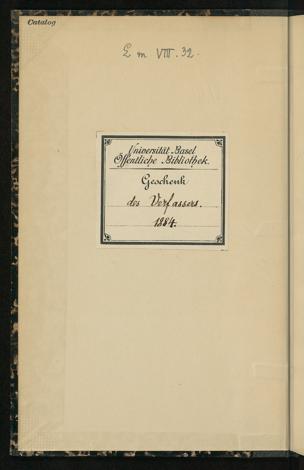 Catalog
E m VIII. 32.
Universität Basel
Öffentliche Bibliothek.
Geschenk
des Verfassers.
1884.